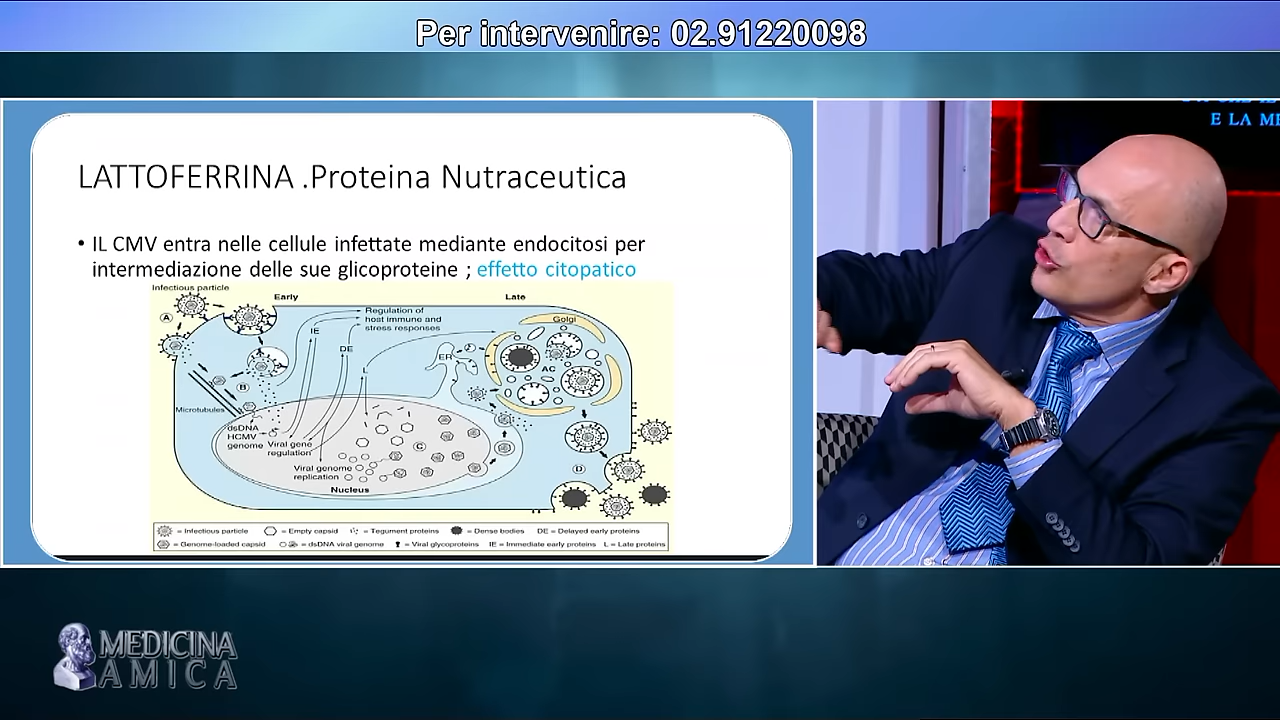 Per intervenire: 02.91220098
E LA ME
LATTOFERRINA .Proteina Nutraceutica
• IL CMV entra nelle cellule infettate mediante endocitosi per
intermediazione delle sue glicoproteine ; effetto citopatico
Infectious particle
Early
Late
A
Regulation of
host immune and
stress responses
Golgi
IE
DE
L
ER
AC
B
Microtubules
dsDNA
HCMV
genome
Viral gene
regulation
C
Viral genome
replication
D
Nucleus
= Infectious particle
= Empty capsid
= Tegument proteins
= Dense bodies
DE = Delayed early proteins
= Genome-loaded capsid
= dsDNA viral genome
= Viral glycoproteins
IE = Immediate early proteins
L = Late proteins
MEDICINA
AMICA